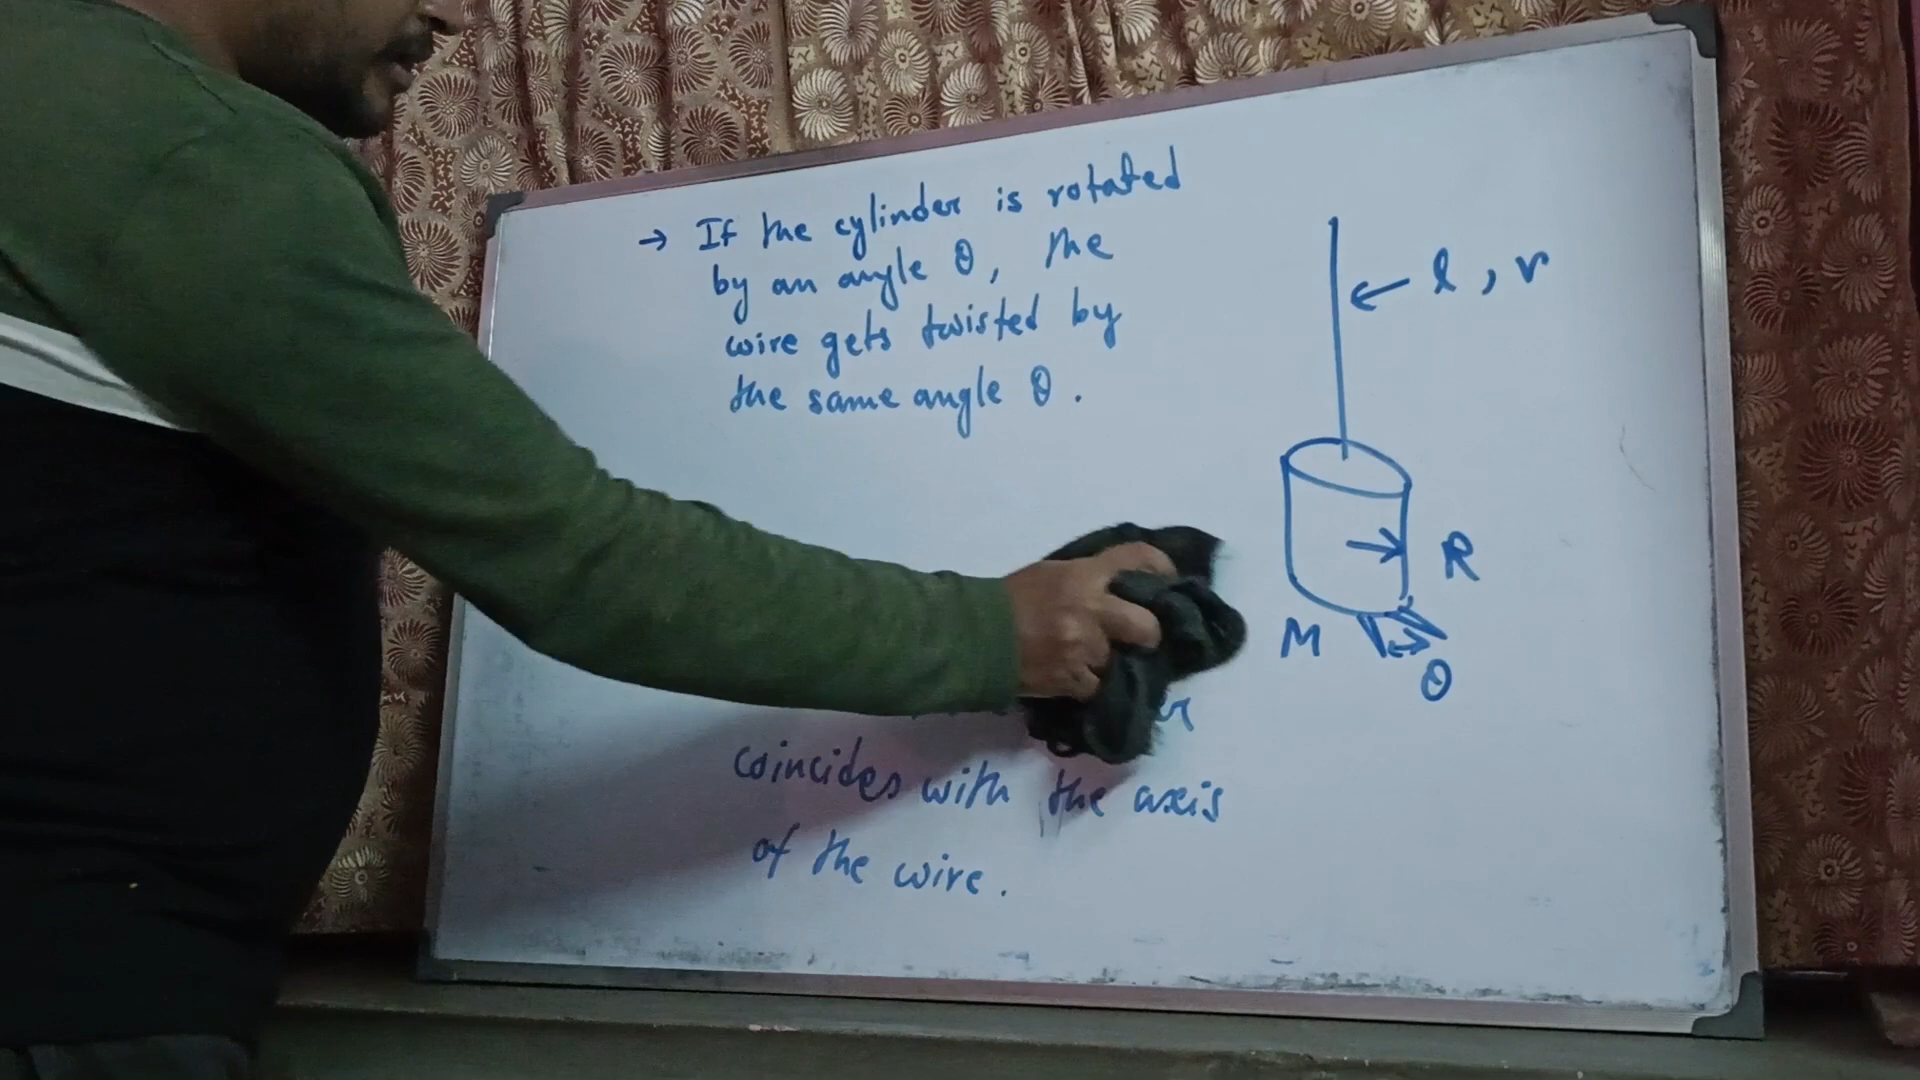 → If the cylinder is rotated
by an angle θ, the
wire gets twisted by
the same angle θ.
coincides with the axis
of the wire.
← l, r
R
M
θ